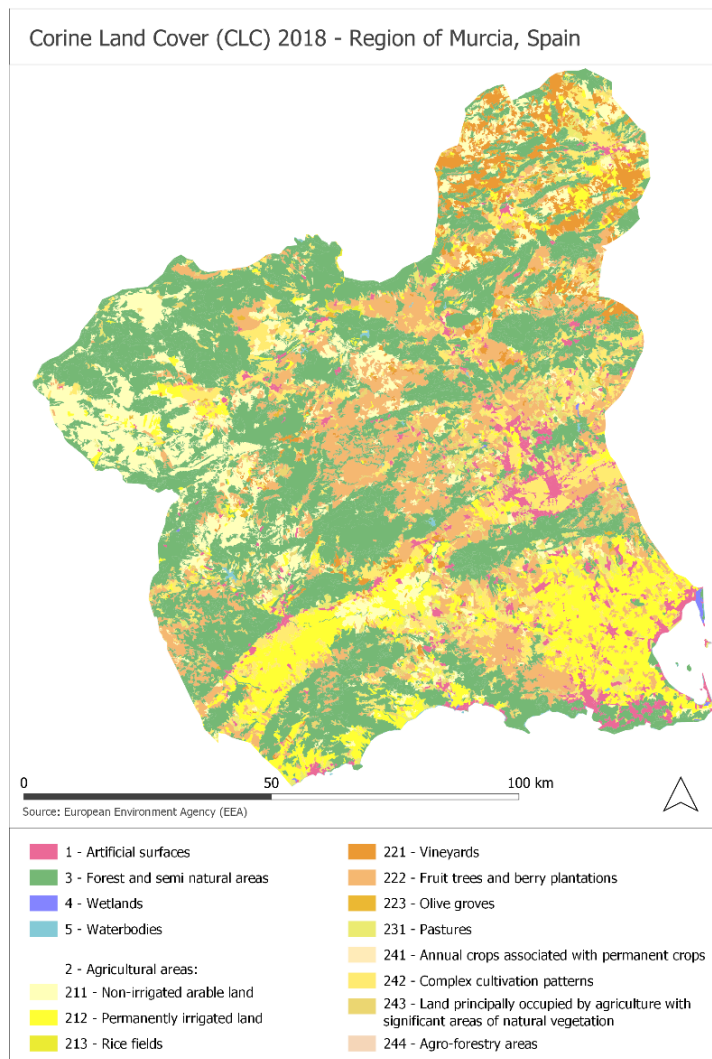 Corine Land Cover (CLC) 2018 - Region of Murcia, Spain
0 50 100 km
Source: European Environment Agency (EEA)
1 - Artificial surfaces
3 - Forest and semi natural areas
4 - Wetlands
5 - Waterbodies
2 - Agricultural areas:
211 - Non-irrigated arable land
212 - Permanently irrigated land
213 - Rice fields
221 - Vineyards
222 - Fruit trees and berry plantations
223 - Olive groves
231 - Pastures
241 - Annual crops associated with permanent crops
242 - Complex cultivation patterns
243 - Land principally occupied by agriculture with
significant areas of natural vegetation
244 - Agro-forestry areas